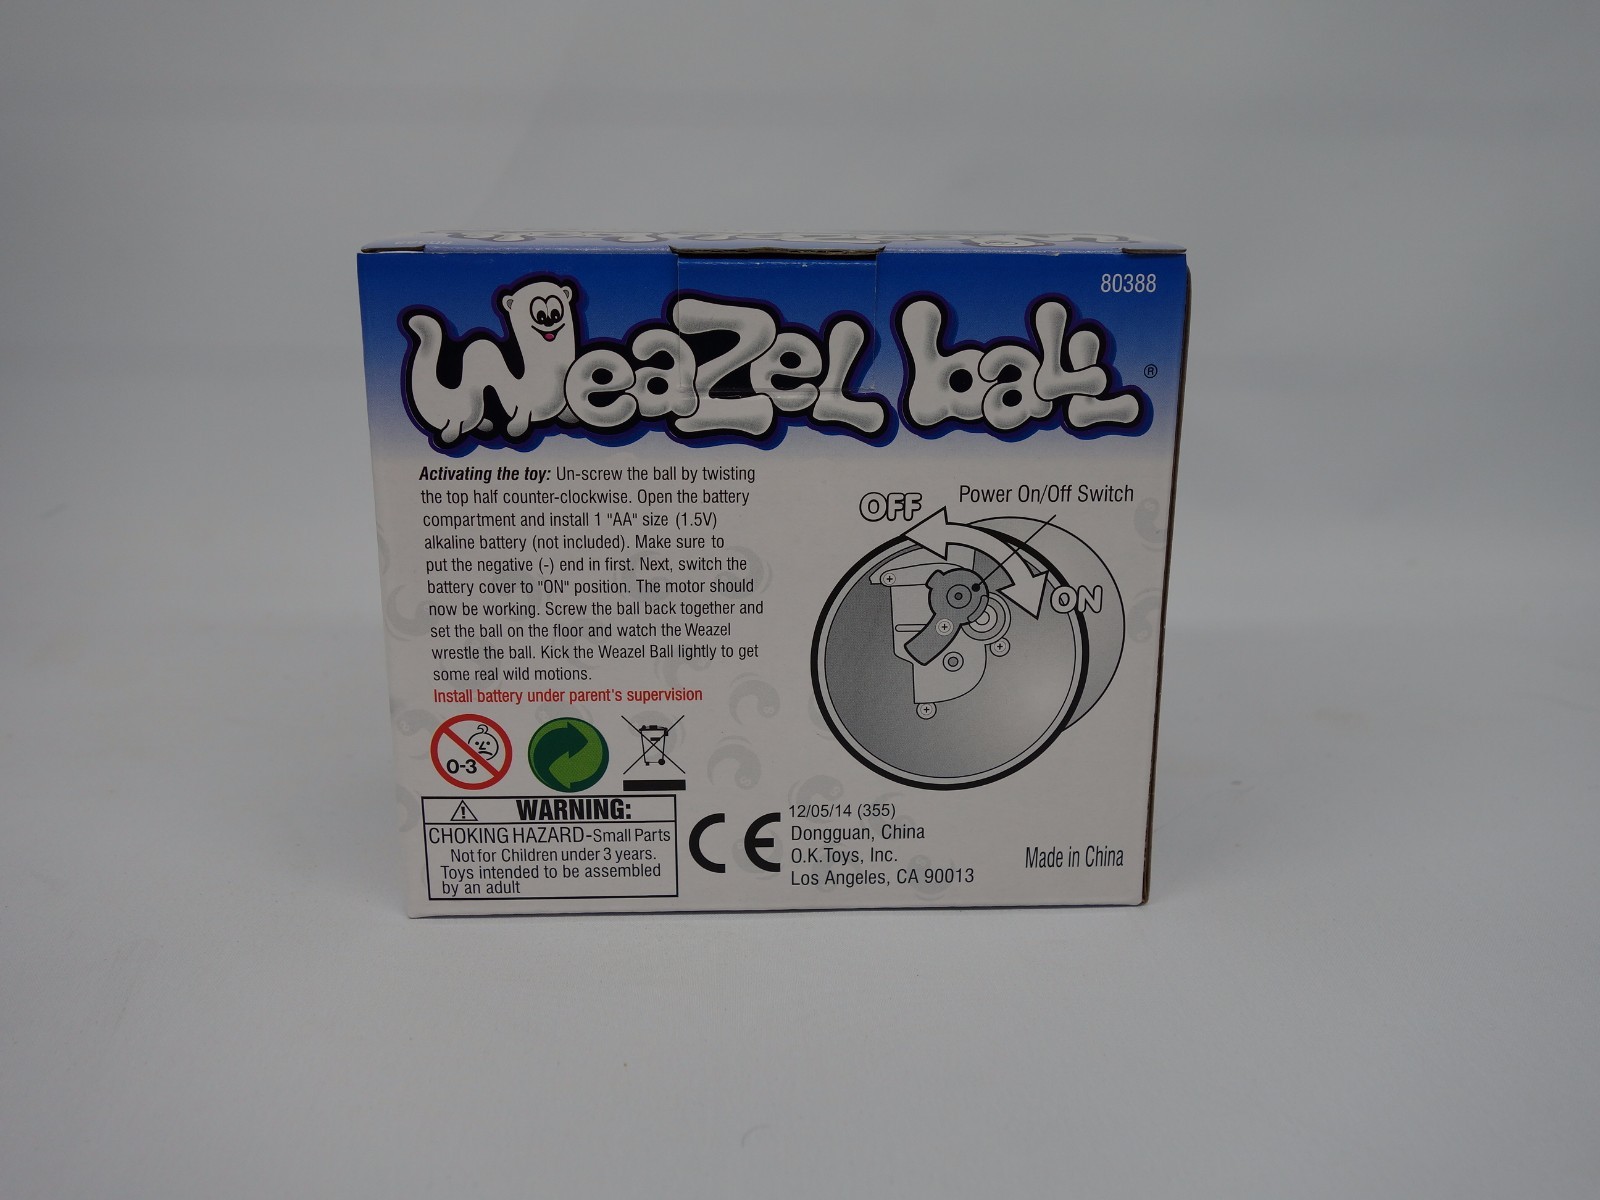 80388
Weazel ball ®
Activating the toy: Un-screw the ball by twisting
the top half counter-clockwise. Open the battery
compartment and install 1 "AA" size (1.5V)
alkaline battery (not included). Make sure to
put the negative (-) end in first. Next, switch the
battery cover to "ON" position. The motor should
now be working. Screw the ball back together and
set the ball on the floor and watch the Weazel
wrestle the ball. Kick the Weazel Ball lightly to get
some real wild motions.
Install battery under parent's supervision
OFF
Power On/Off Switch
ON
0-3
WARNING:
CHOKING HAZARD-Small Parts
Not for Children under 3 years.
Toys intended to be assembled
by an adult
CE
12/05/14 (355)
Dongguan, China
O.K.Toys, Inc.
Los Angeles, CA 90013
Made in China